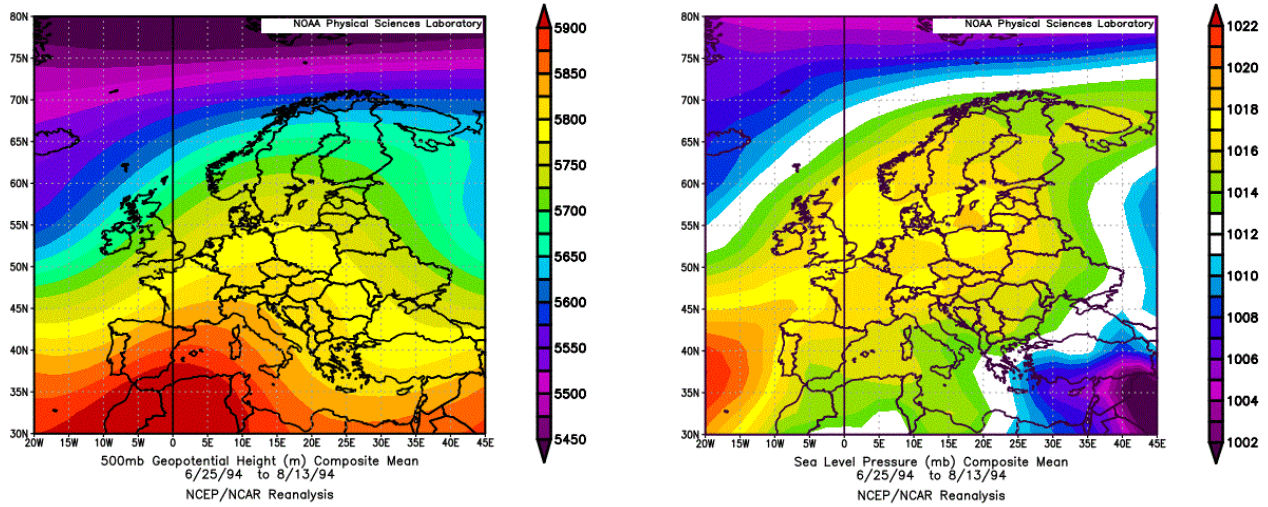 NOAA Physical Sciences Laboratory
80N
75N
70N
65N
60N
55N
50N
45N
40N
35N
30N
20W 15W 10W 5W 0 5E 10E 15E 20E 25E 30E 35E 40E 45E
5900
5850
5800
5750
5700
5650
5600
5550
5500
5450
500mb Geopotential Height (m) Composite Mean
6/25/94 to 8/13/94
NCEP/NCAR Reanalysis
NOAA Physical Sciences Laboratory
80N
75N
70N
65N
60N
55N
50N
45N
40N
35N
30N
20W 15W 10W 5W 0 5E 10E 15E 20E 25E 30E 35E 40E 45E
1022
1020
1018
1016
1014
1012
1010
1008
1006
1004
1002
Sea Level Pressure (mb) Composite Mean
6/25/94 to 8/13/94
NCEP/NCAR Reanalysis